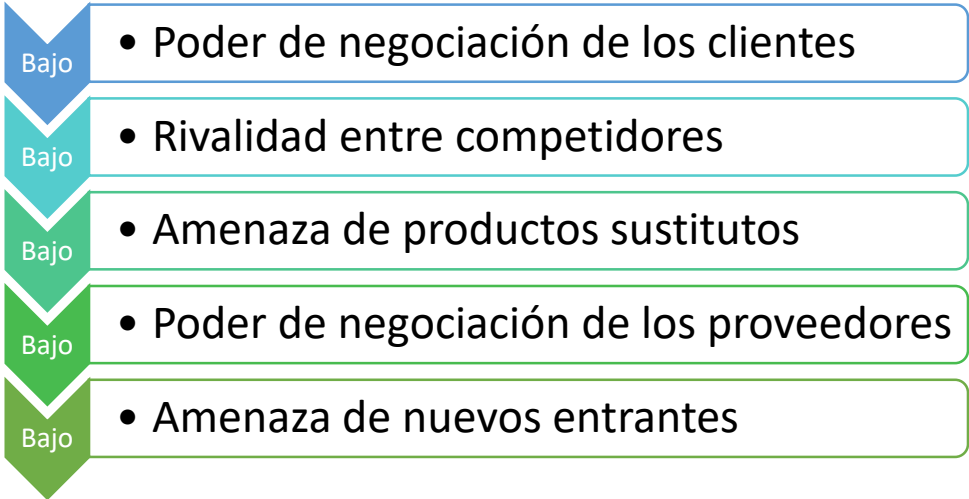 Bajo
• Poder de negociación de los clientes
Bajo
• Rivalidad entre competidores
Bajo
• Amenaza de productos sustitutos
Bajo
• Poder de negociación de los proveedores
Bajo
• Amenaza de nuevos entrantes